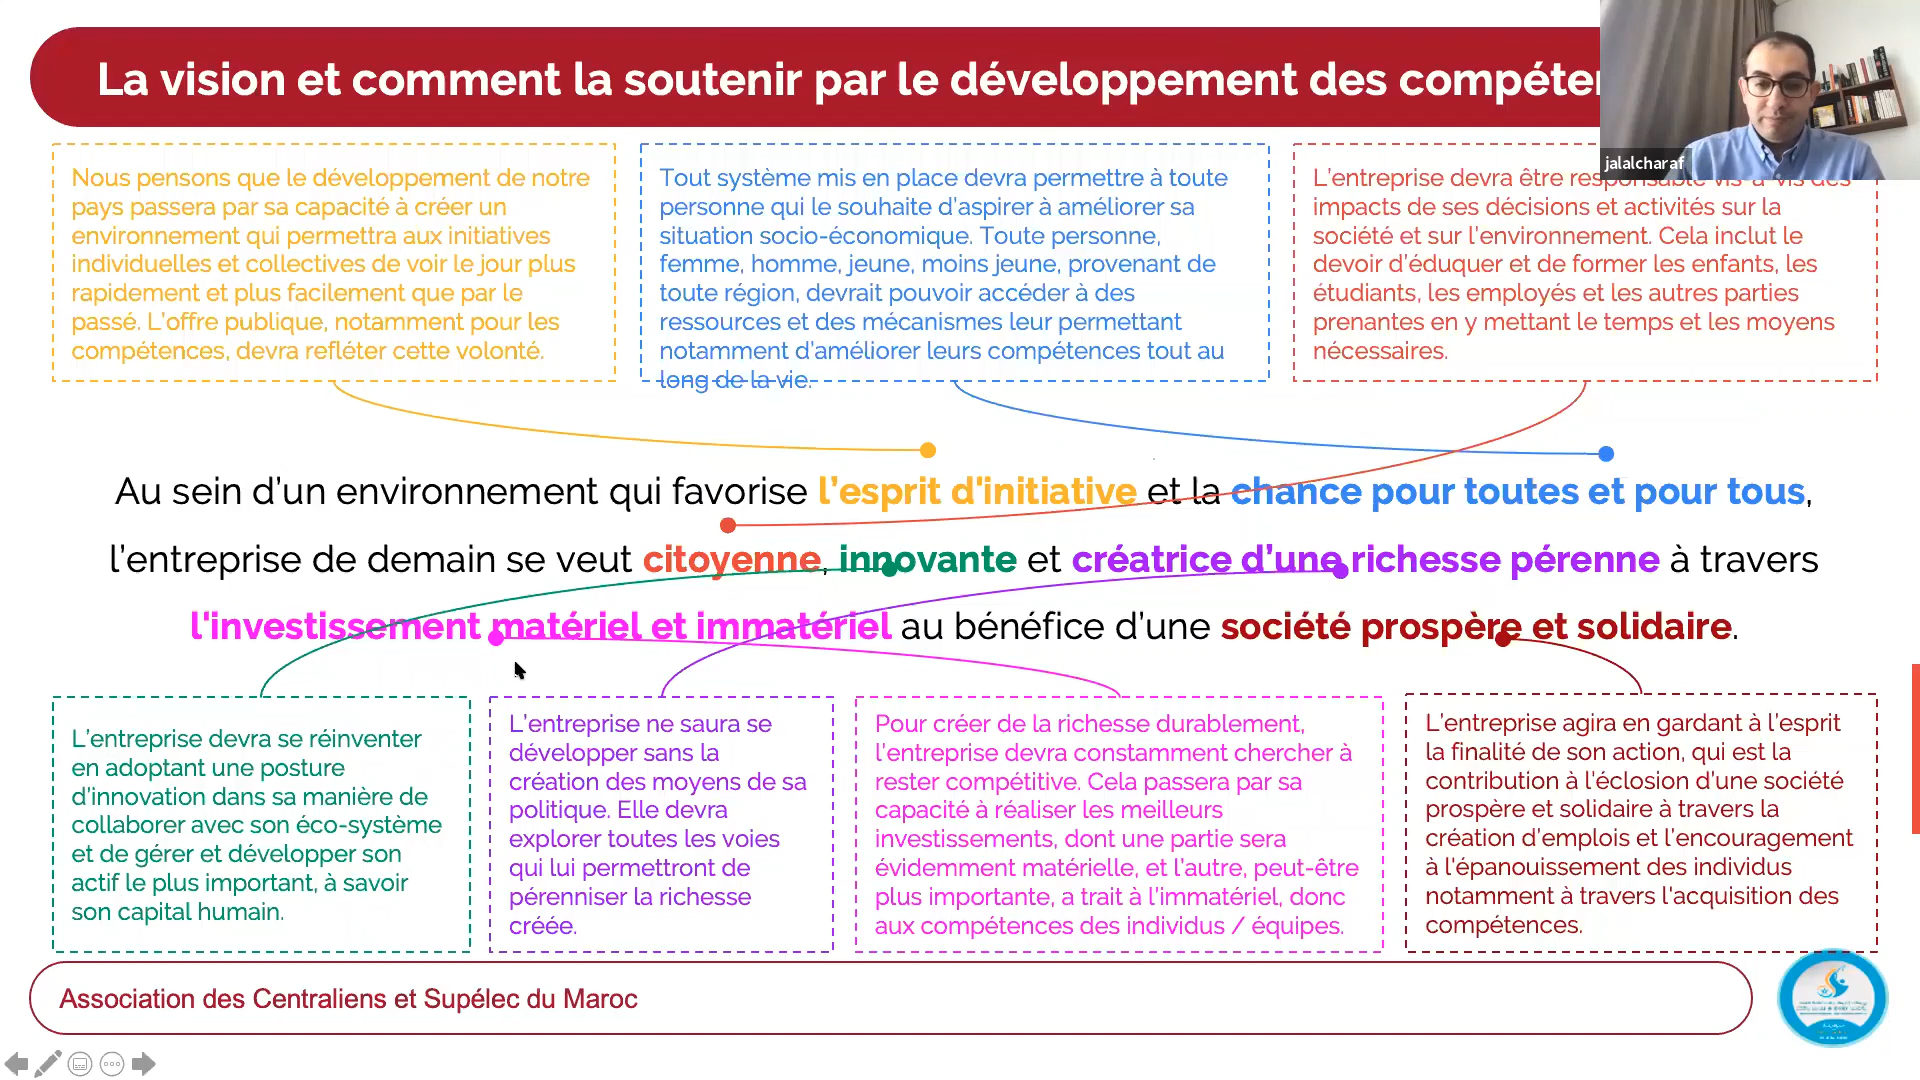 La vision et comment la soutenir par le développement des compéten
jalalcharaf
Nous pensons que le développement de notre
pays passera par sa capacité à créer un
environnement qui permettra aux initiatives
individuelles et collectives de voir le jour plus
rapidement et plus facilement que par le
passé. L'offre publique, notamment pour les
compétences, devra refléter cette volonté.
Tout système mis en place devra permettre à toute
personne qui le souhaite d'aspirer à améliorer sa
situation socio-économique. Toute personne,
femme, homme, jeune, moins jeune, provenant de
toute région, devrait pouvoir accéder à des
ressources et des mécanismes leur permettant
notamment d'améliorer leurs compétences tout au
long de la vie.
L'entreprise devra être responsable vis-à-vis des
impacts de ses décisions et activités sur la
société et sur l'environnement. Cela inclut le
devoir d'éduquer et de former les enfants, les
étudiants, les employés et les autres parties
prenantes en y mettant le temps et les moyens
nécessaires.
Au sein d'un environnement qui favorise l'esprit d'initiative et la chance pour toutes et pour tous,
l'entreprise de demain se veut citoyenne, innovante et créatrice d'une richesse pérenne à travers
l'investissement matériel et immatériel au bénéfice d'une société prospère et solidaire.
L'entreprise devra se réinventer
en adoptant une posture
d'innovation dans sa manière de
collaborer avec son éco-système
et de gérer et développer son
actif le plus important, à savoir
son capital humain.
L'entreprise ne saura se
développer sans la
création des moyens de sa
politique. Elle devra
explorer toutes les voies
qui lui permettront de
pérenniser la richesse
créée.
Pour créer de la richesse durablement,
l'entreprise devra constamment chercher à
rester compétitive. Cela passera par sa
capacité à réaliser les meilleurs
investissements, dont une partie sera
évidemment matérielle, et l'autre, peut-être
plus importante, a trait à l'immatériel, donc
aux compétences des individus / équipes.
L'entreprise agira en gardant à l'esprit
la finalité de son action, qui est la
contribution à l'éclosion d'une société
prospère et solidaire à travers la
création d'emplois et l'encouragement
à l'épanouissement des individus
notamment à travers l'acquisition des
compétences.
Association des Centraliens et Supélec du Maroc